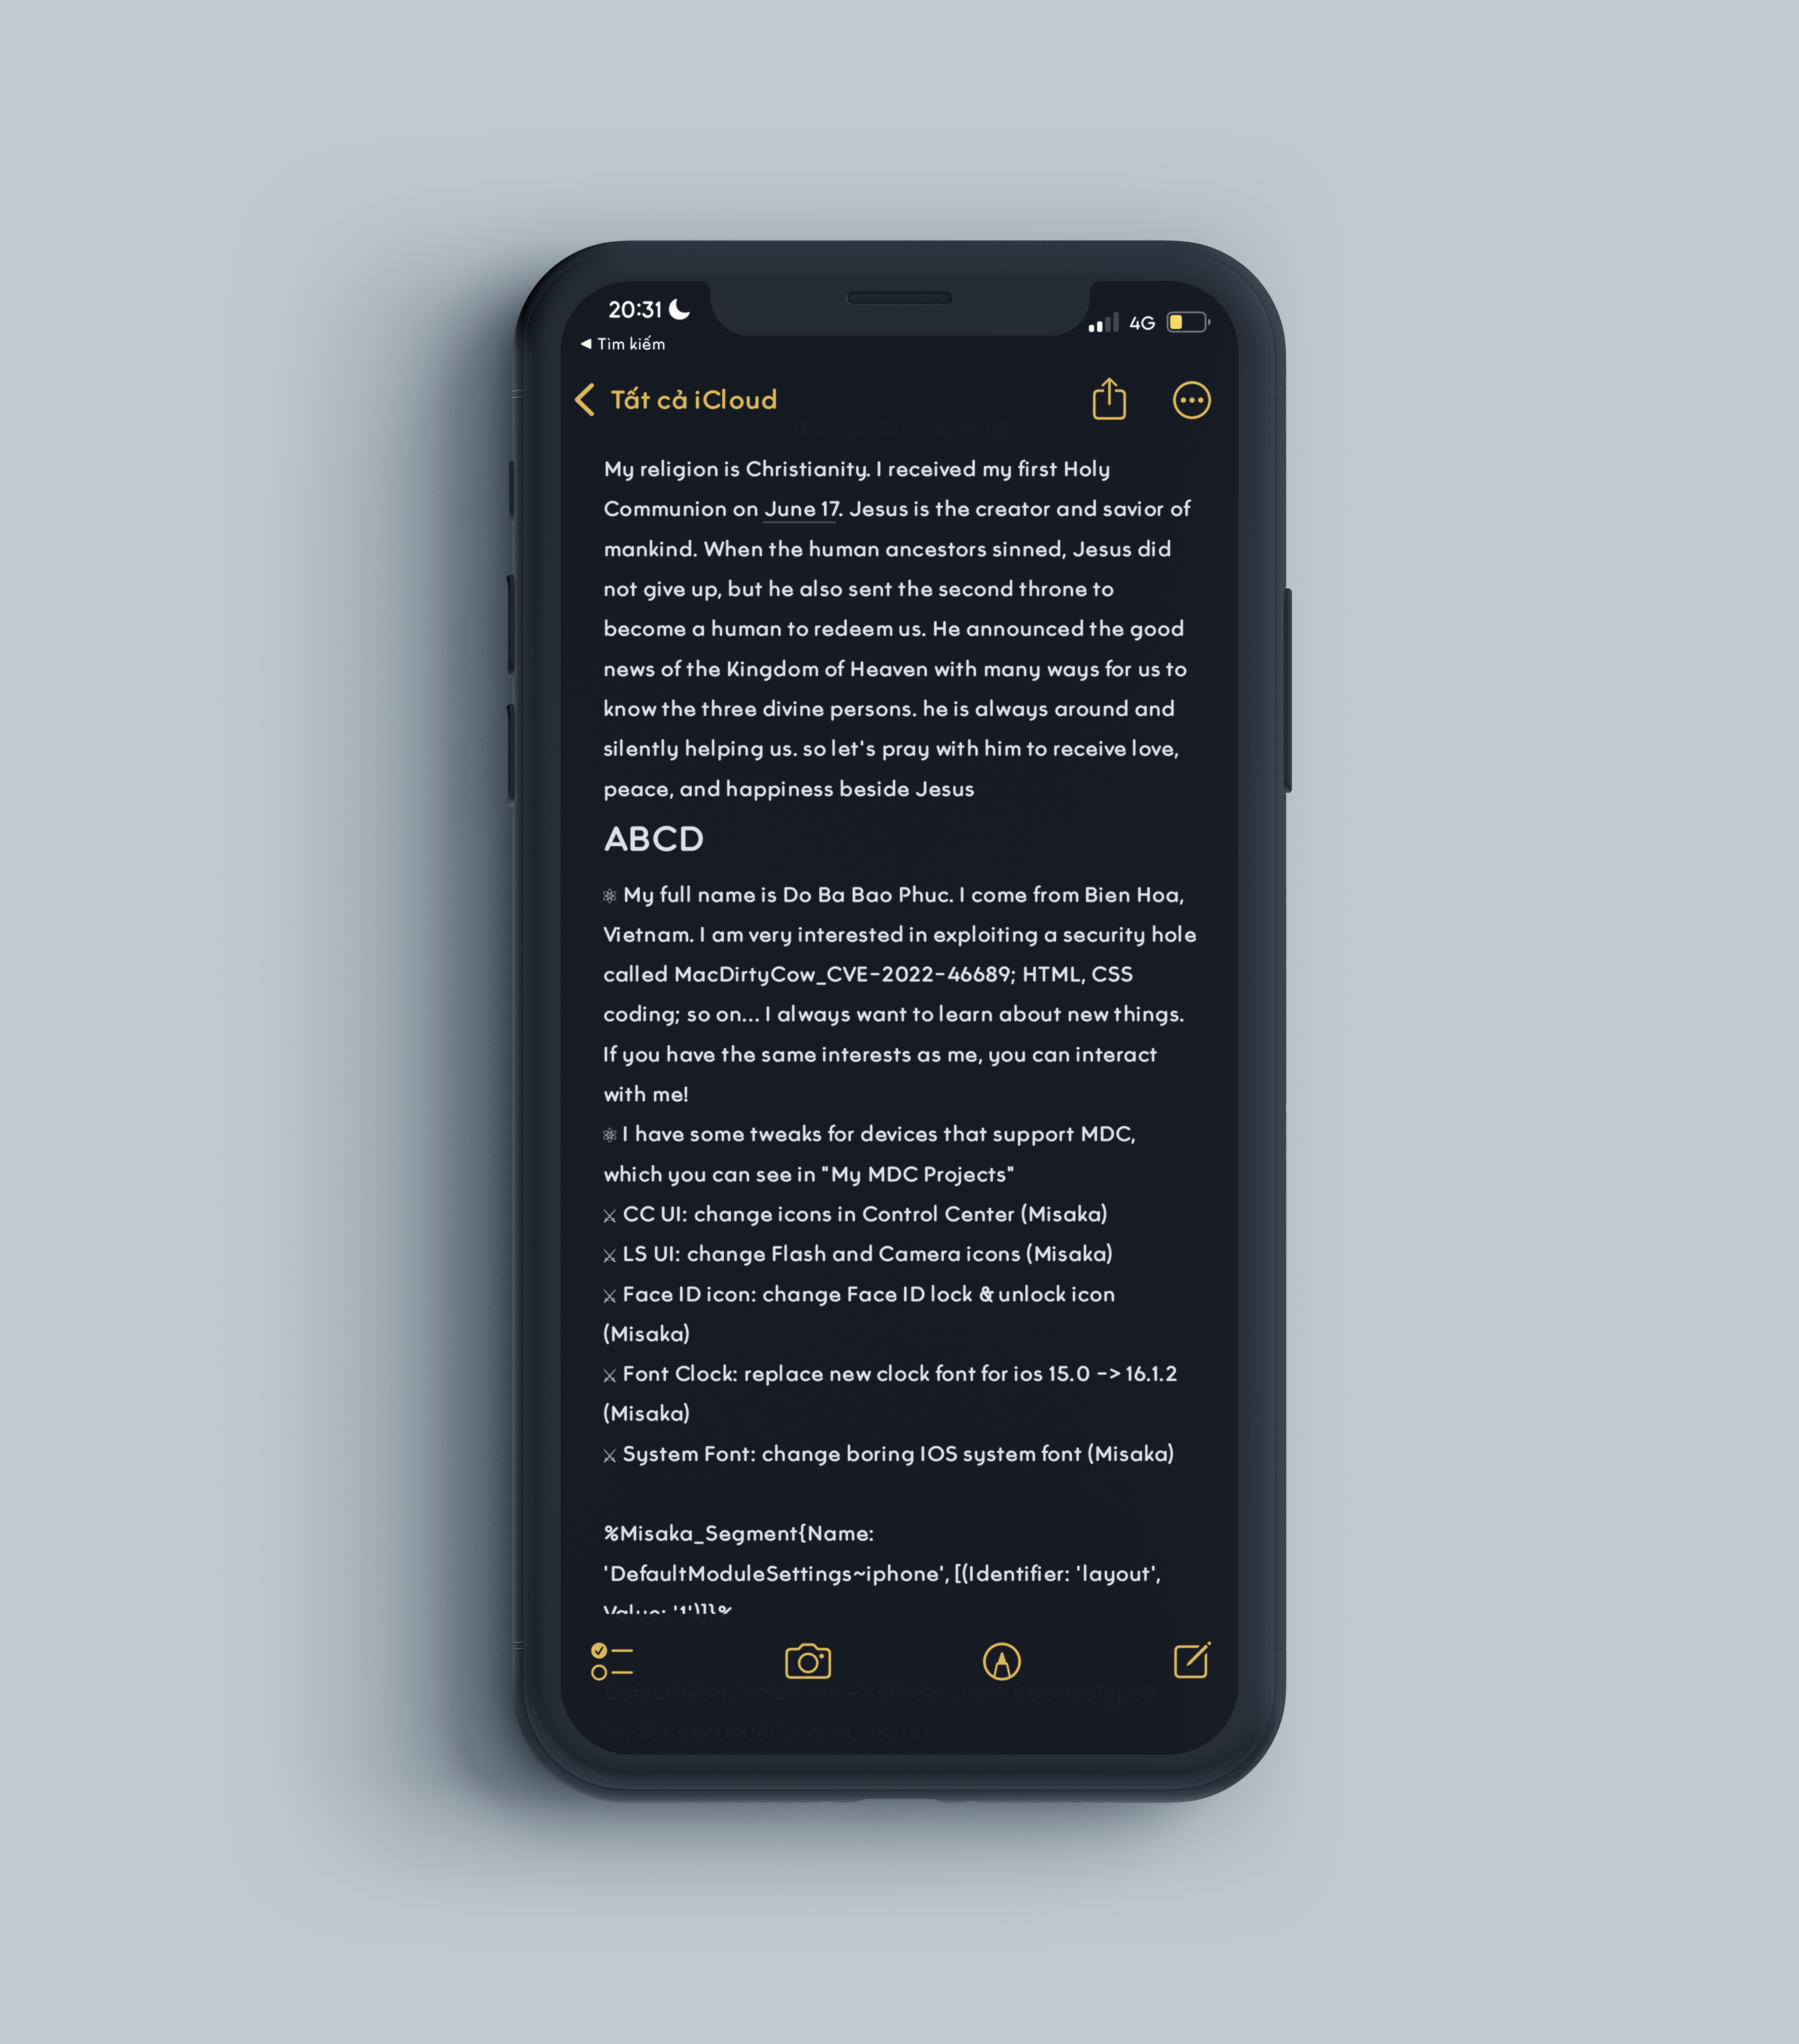 20:31
4G
Tìm kiếm
Tất cả iCloud
My religion is Christianity. I received my first Holy
Communion on June 17. Jesus is the creator and savior of
mankind. When the human ancestors sinned, Jesus did
not give up, but he also sent the second throne to
become a human to redeem us. He announced the good
news of the Kingdom of Heaven with many ways for us to
know the three divine persons. he is always around and
silently helping us. so let's pray with him to receive love,
peace, and happiness beside Jesus
ABCD
⚛ My full name is Do Ba Bao Phuc. I come from Bien Hoa,
Vietnam. I am very interested in exploiting a security hole
called MacDirtyCow_CVE-2022-46689; HTML, CSS
coding; so on... I always want to learn about new things.
If you have the same interests as me, you can interact
with me!
⚛ I have some tweaks for devices that support MDC,
which you can see in "My MDC Projects"
⚔ CC UI: change icons in Control Center (Misaka)
⚔ LS UI: change Flash and Camera icons (Misaka)
⚔ Face ID icon: change Face ID lock & unlock icon
(Misaka)
⚔ Font Clock: replace new clock font for ios 15.0 -> 16.1.2
(Misaka)
⚔ System Font: change boring IOS system font (Misaka)
%Misaka_Segment{Name:
'DefaultModuleSettings~iphone', [(Identifier: 'layout',
Value: '1')]}%